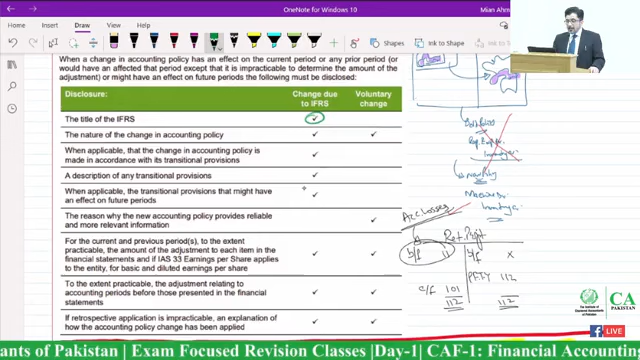 OneNote for Windows 10
Mian Ahm
Home
Insert
Draw
View
Help
Shapes
Ink to Shape
When a change in accounting policy has an effect on the current period or any prior period (or
would have an affected that period except that it is impracticable to determine the amount of the
adjustment) or might have an effect on future periods the following must be disclosed:
Disclosure: Change due to IFRS Voluntary change
The title of the IFRS ✓
The nature of the change in accounting policy ✓ ✓
When applicable, that the change in accounting policy is
made in accordance with its transitional provisions ✓
A description of any transitional provisions ✓
When applicable, the transitional provisions that might have
an effect on future periods ✓
The reason why the new accounting policy provides reliable
and more relevant information ✓
For the current and previous period(s), to the extent
practicable, the amount of the adjustment to each item in the
financial statements and if IAS 33 Earnings per Share applies
to the entity, for basic and diluted earnings per share ✓ ✓
To the extent practicable, the adjustment relating to
accounting periods before those presented in the financial
statements ✓ ✓
If retrospective application is impracticable, an explanation of
how the accounting policy change has been applied ✓ ✓
Acc losses
Ret. Profit
b/f 11 b/f x
PFTY 112
c/f 101
112 112
CA
PAKISTAN
LIVE
ants of Pakistan | Exam Focused Revision Classes |Day-1| CAF-1: Financial Accounting